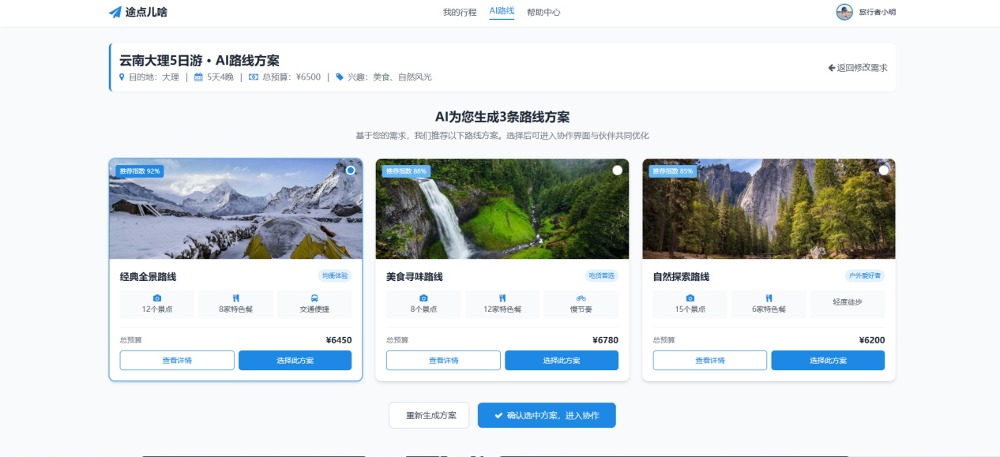 途点儿啥
我的行程 AI路线 帮助中心
旅行者小明
云南大理5日游·AI路线方案
目的地：大理 | 5天4晚 | 总预算：¥6500 | 兴趣：美食、自然风光
返回修改需求
AI为您生成3条路线方案
基于您的需求，我们推荐以下路线方案。选择后可进入协作界面与伙伴共同优化
推荐指数 92%
经典全景路线 均衡体验
12个景点 8家特色餐 交通便捷
总预算 ¥6450
查看详情 选择此方案
推荐指数 88%
美食寻味路线 吃货首选
8个景点 12家特色餐 慢节奏
总预算 ¥6780
查看详情 选择此方案
推荐指数 85%
自然探索路线 户外爱好者
15个景点 6家特色餐 轻度徒步
总预算 ¥6200
查看详情 选择此方案
重新生成方案 确认选中方案，进入协作